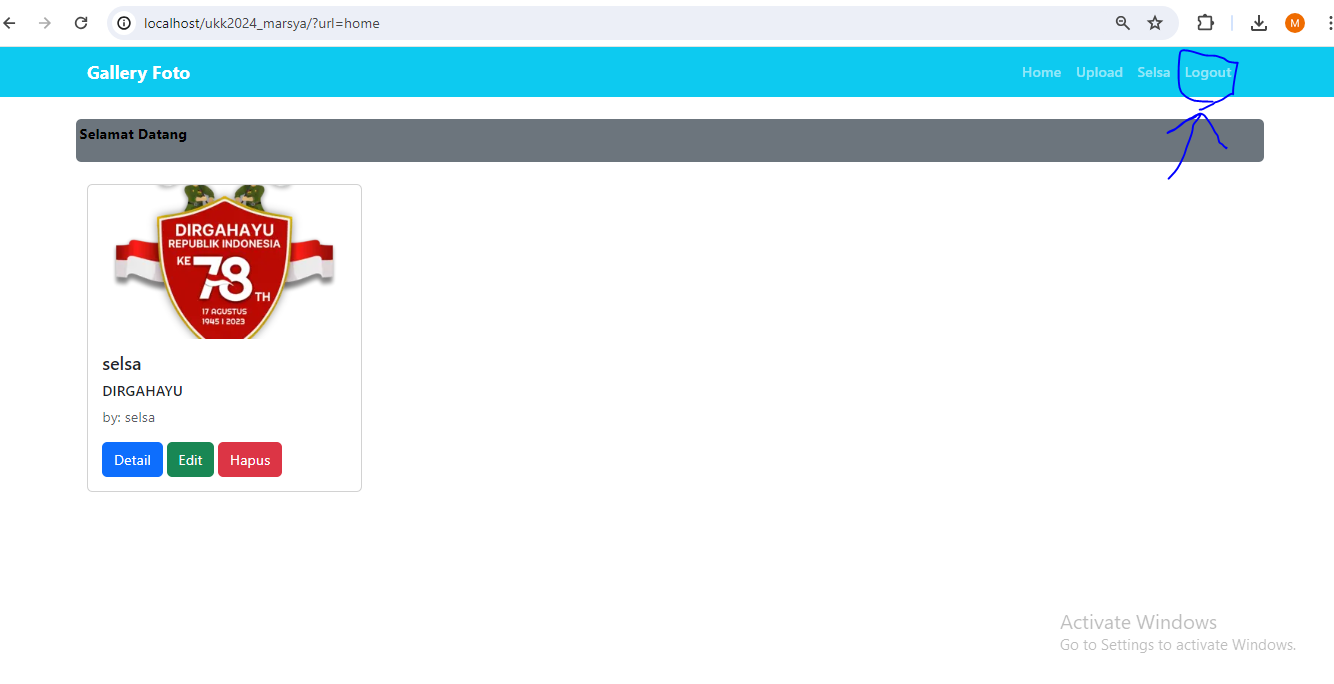 localhost/ukk2024_marsya/?url=home
M
Gallery Foto
Home Upload Selsa Logout
Selamat Datang
DIRGAHAYU
REPUBLIK INDONESIA
KE 78 TH
17 AGUSTUS
1945 I 2023
selsa
DIRGAHAYU
by: selsa
Detail Edit Hapus
Activate Windows
Go to Settings to activate Windows.